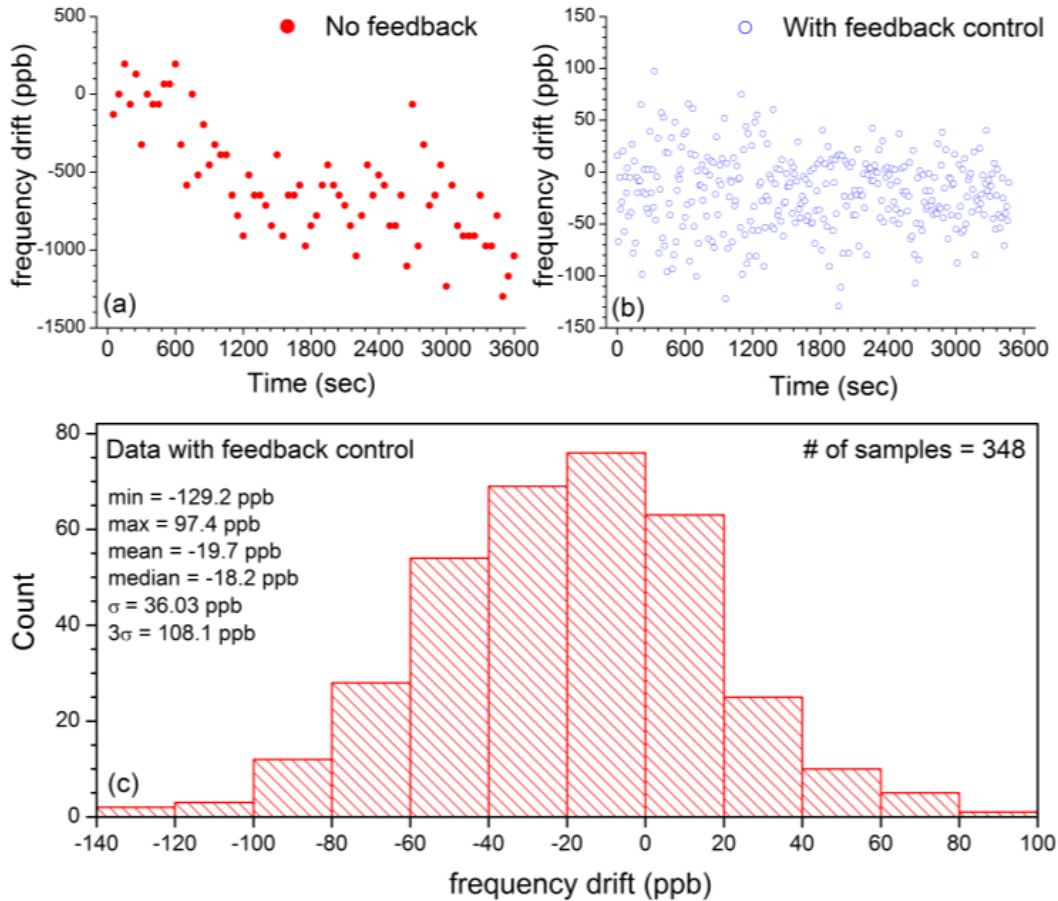 No feedback
500
0
-500
-1000
-1500
frequency drift (ppb)
(a)
0 600 1200 1800 2400 3000 3600
Time (sec)
With feedback control
150
100
50
0
-50
-100
-150
frequency drift (ppb)
(b)
0 600 1200 1800 2400 3000 3600
Time (sec)
80
60
40
20
0
Count
Data with feedback control
# of samples = 348
min = -129.2 ppb
max = 97.4 ppb
mean = -19.7 ppb
median = -18.2 ppb
σ = 36.03 ppb
3σ = 108.1 ppb
(c)
-140 -120 -100 -80 -60 -40 -20 0 20 40 60 80 100
frequency drift (ppb)